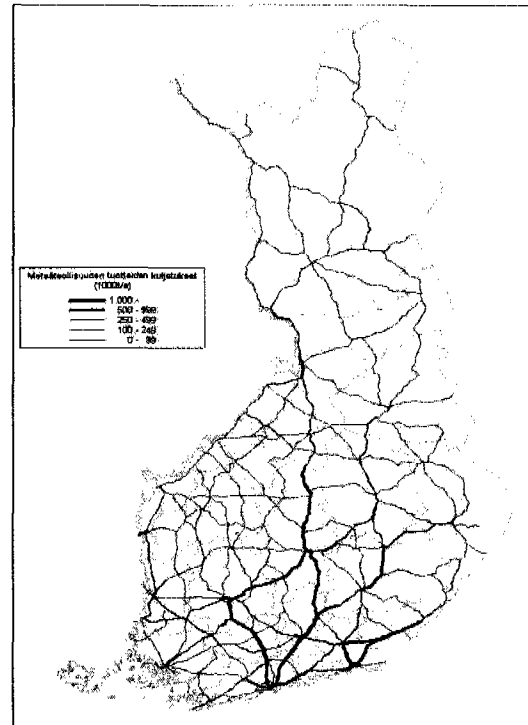 Metsäteollisuuden tuotteiden kuljetukset
(1000t/a)
1 000 -
500 - 999
250 - 499
100 - 249
0 - 99